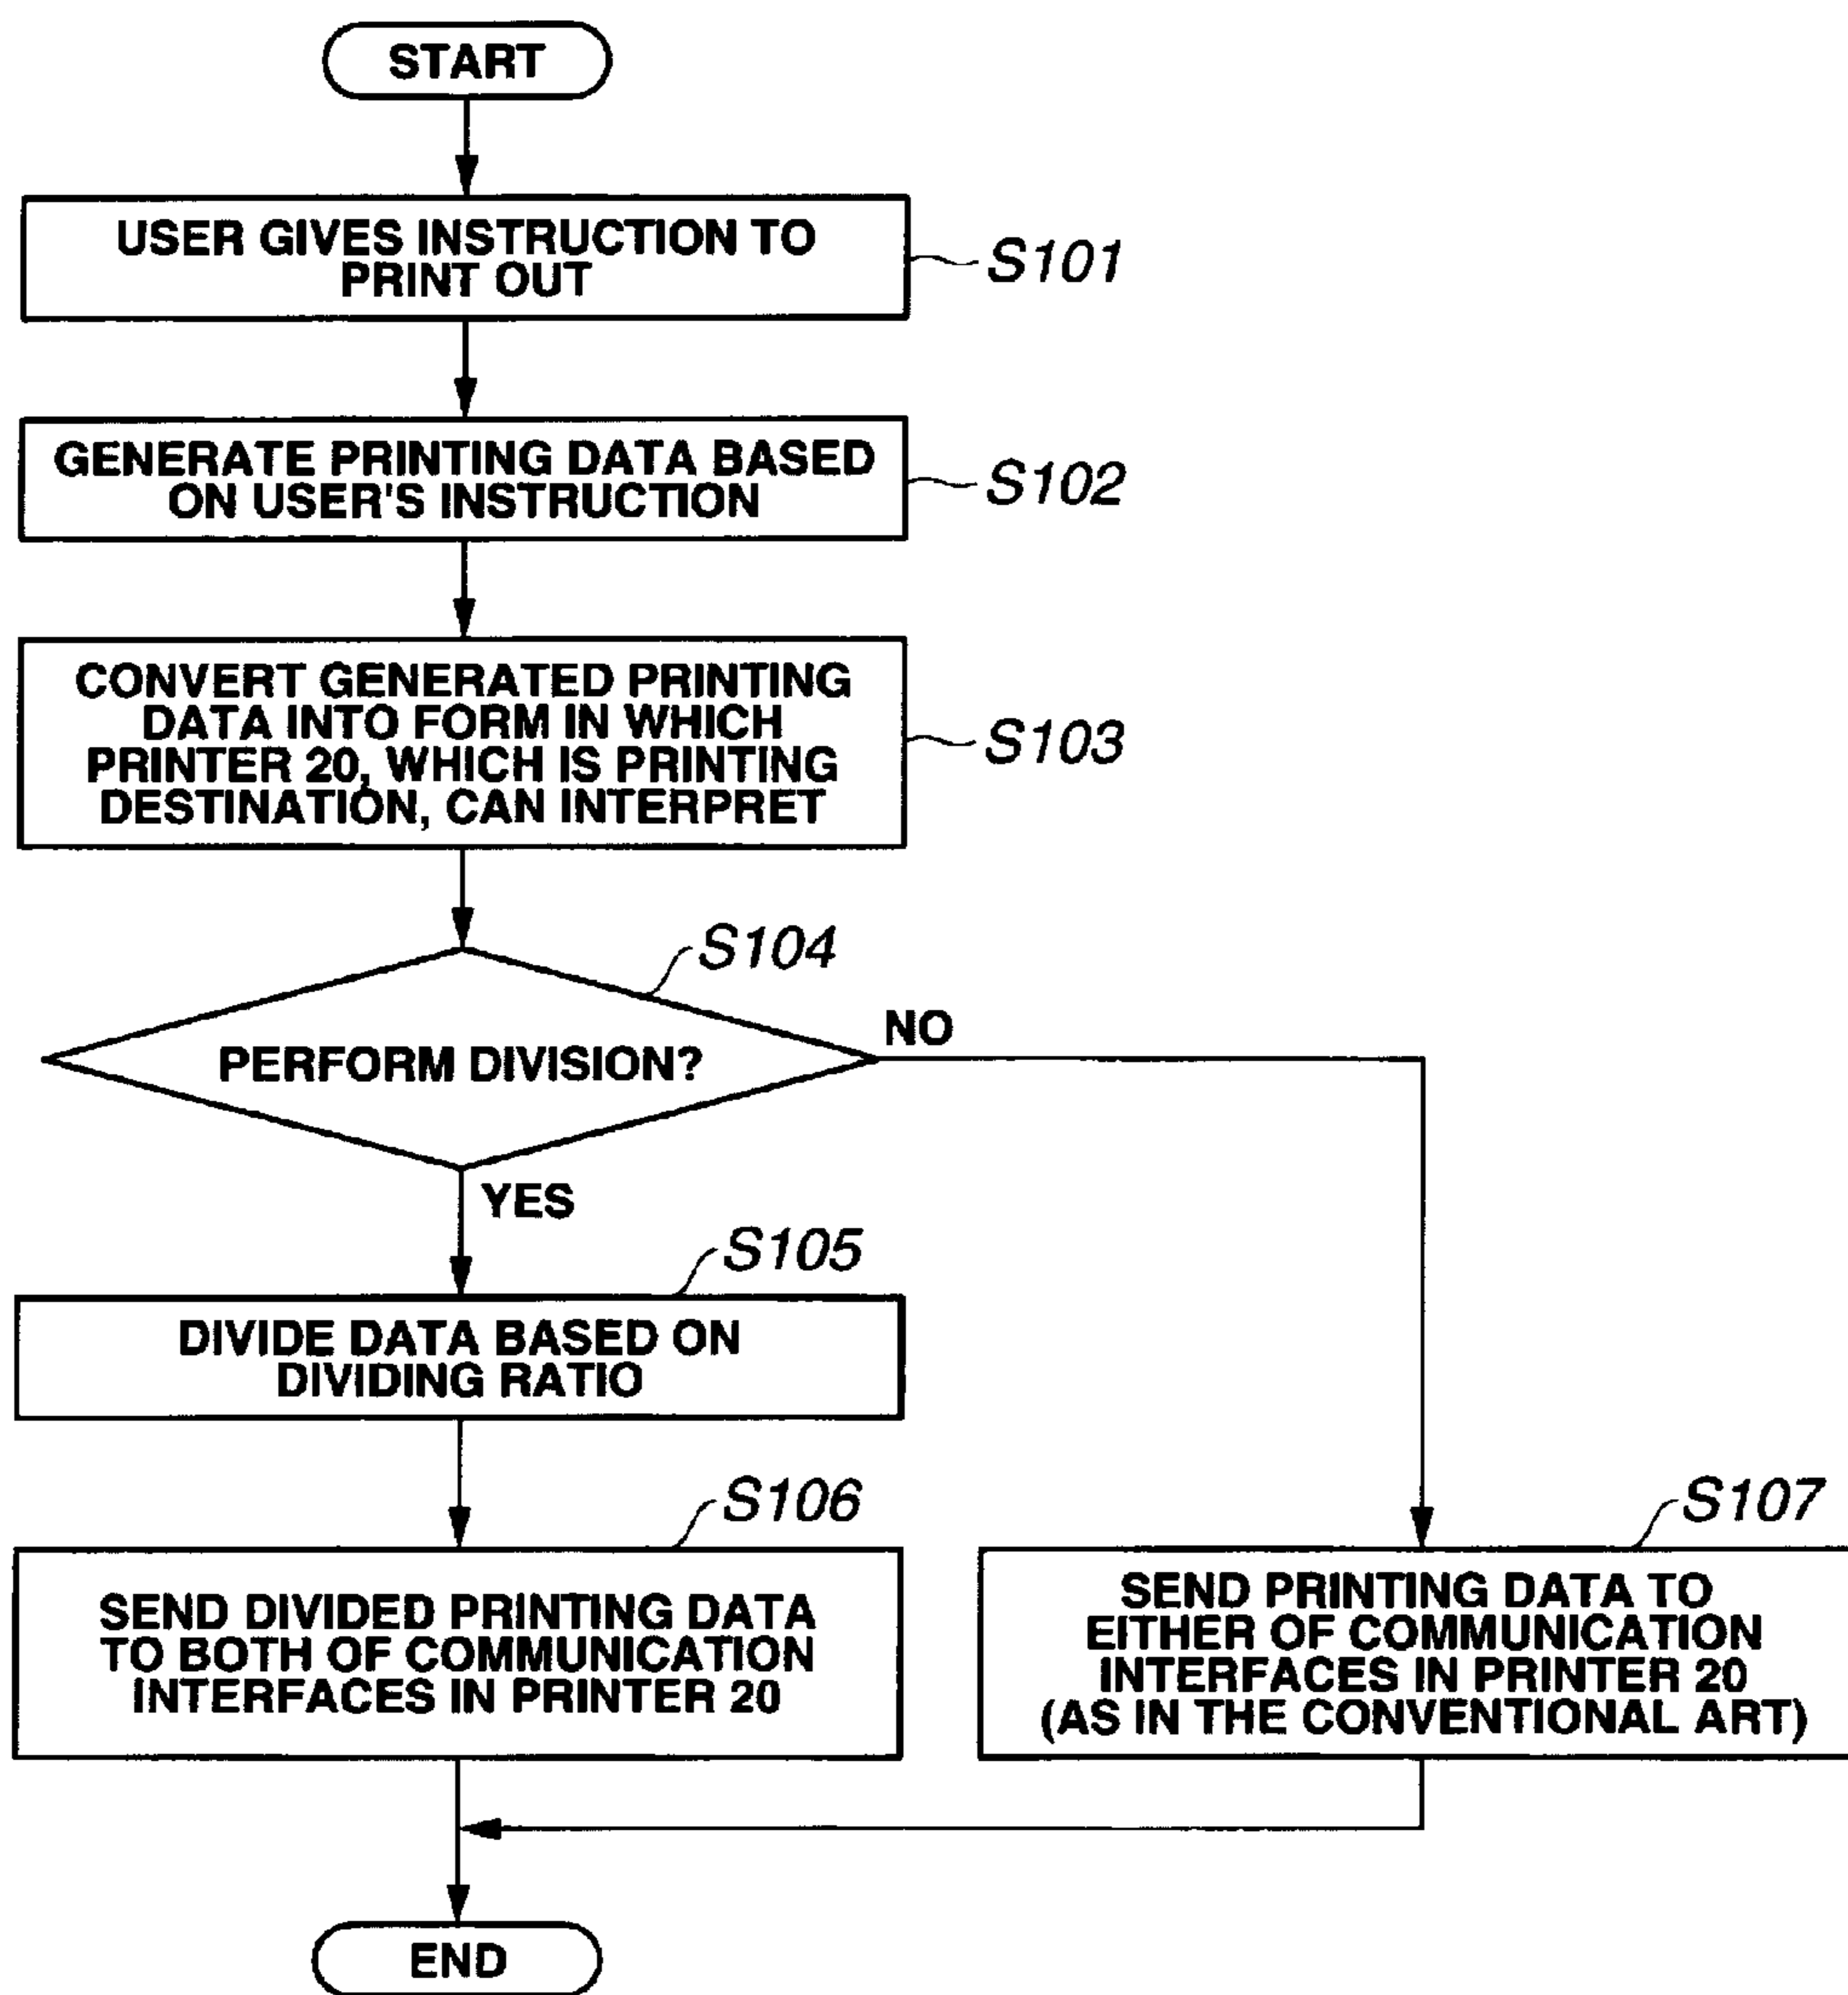 START
USER GIVES INSTRUCTION TO
PRINT OUT
S101
GENERATE PRINTING DATA BASED
ON USER'S INSTRUCTION
S102
CONVERT GENERATED PRINTING
DATA INTO FORM IN WHICH
PRINTER 20, WHICH IS PRINTING
DESTINATION, CAN INTERPRET
S103
S104
PERFORM DIVISION?
NO
YES
S105
DIVIDE DATA BASED ON
DIVIDING RATIO
S106
SEND DIVIDED PRINTING DATA
TO BOTH OF COMMUNICATION
INTERFACES IN PRINTER 20
S107
SEND PRINTING DATA TO
EITHER OF COMMUNICATION
INTERFACES IN PRINTER 20
(AS IN THE CONVENTIONAL ART)
END